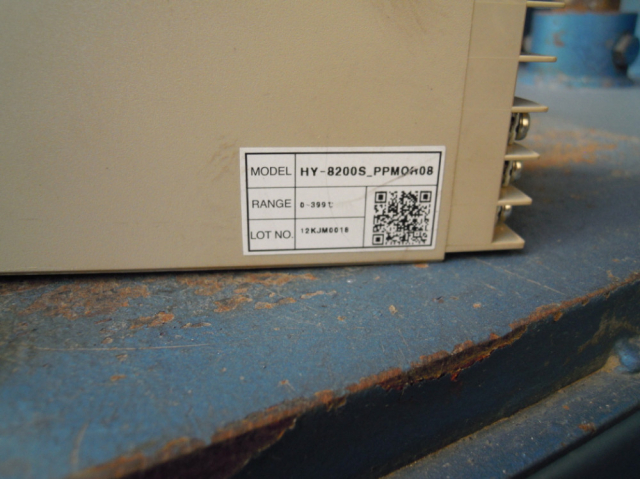 MODEL HY-8200S_PPMOR08
RANGE 0-399℃
LOT NO. 12KJM0018